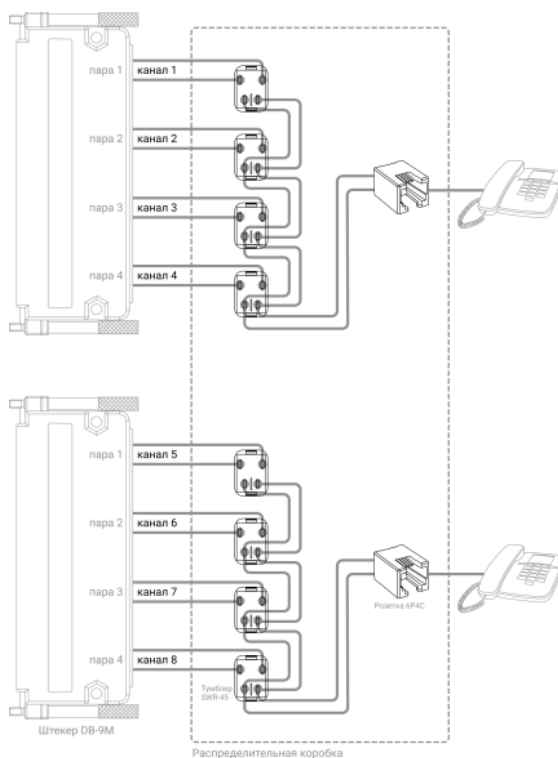 пара 1 канал 1
пара 2 канал 2
пара 3 канал 3
пара 4 канал 4
пара 1 канал 5
пара 2 канал 6
пара 3 канал 7
Розетка 6P4C
пара 4 канал 8
Тумблер
SWR-45
Штекер DB-9M
Распределительная коробка